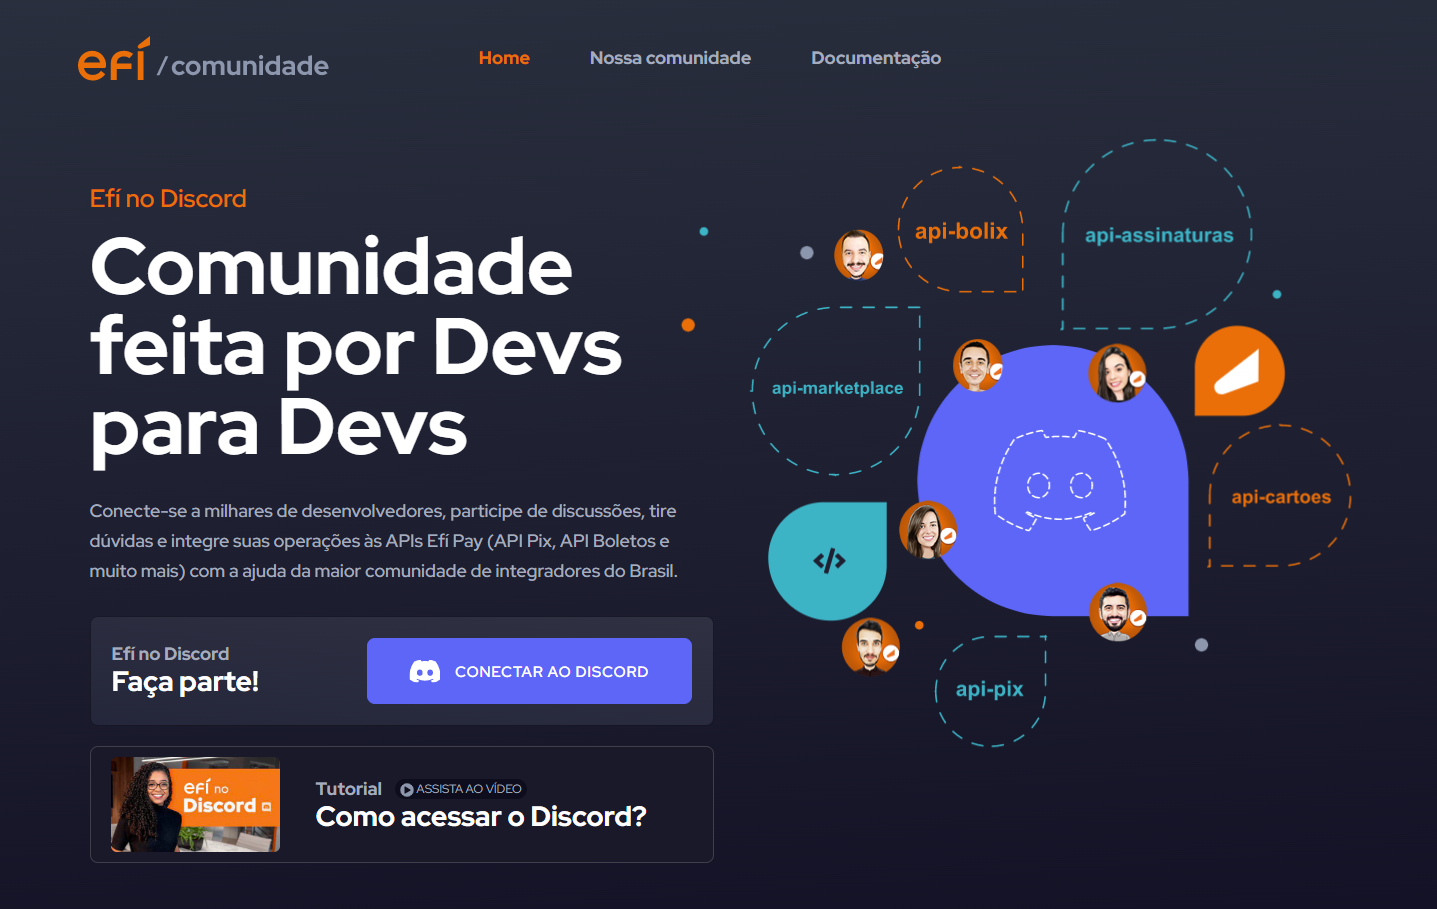 efí /comunidade
Home
Nossa comunidade
Documentação
Efí no Discord
Comunidade
feita por Devs
para Devs
Conecte-se a milhares de desenvolvedores, participe de discussões, tire
dúvidas e integre suas operações às APIs Efí Pay (API Pix, API Boletos e
muito mais) com a ajuda da maior comunidade de integradores do Brasil.
Efí no Discord
Faça parte!
CONECTAR AO DISCORD
efí no
Discord
Tutorial
ASSISTA AO VÍDEO
Como acessar o Discord?
api-bolix
api-assinaturas
api-marketplace
api-cartoes
</>
api-pix